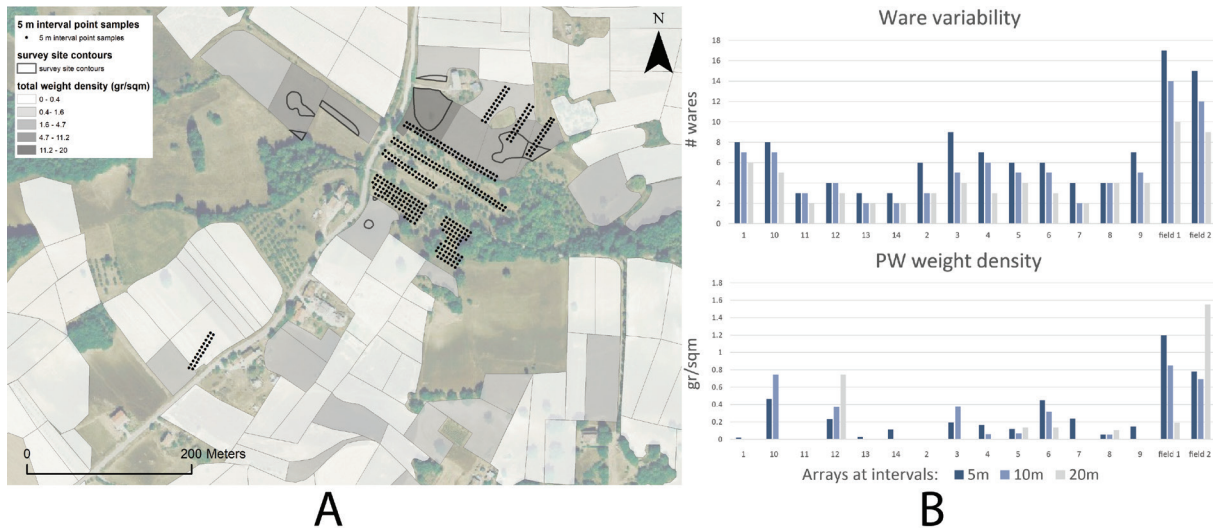 5 m interval point samples
5 m interval point samples
survey site contours
survey site contours
total weight density (gr/sqm)
0 - 0.4
0.4- 1.6
1.6 - 4.7
4.7 - 11.2
11.2 - 20
N
0 200 Meters
A
Ware variability
# wares
18
16
14
12
10
8
6
4
2
0
1 10 11 12 13 14 2 3 4 5 6 7 8 9 field 1 field 2
PW weight density
gr/sqm
1.8
1.6
1.4
1.2
1
0.8
0.6
0.4
0.2
0
1 10 11 12 13 14 2 3 4 5 6 7 8 9 field 1 field 2
Arrays at intervals: 5m 10m 20m
B